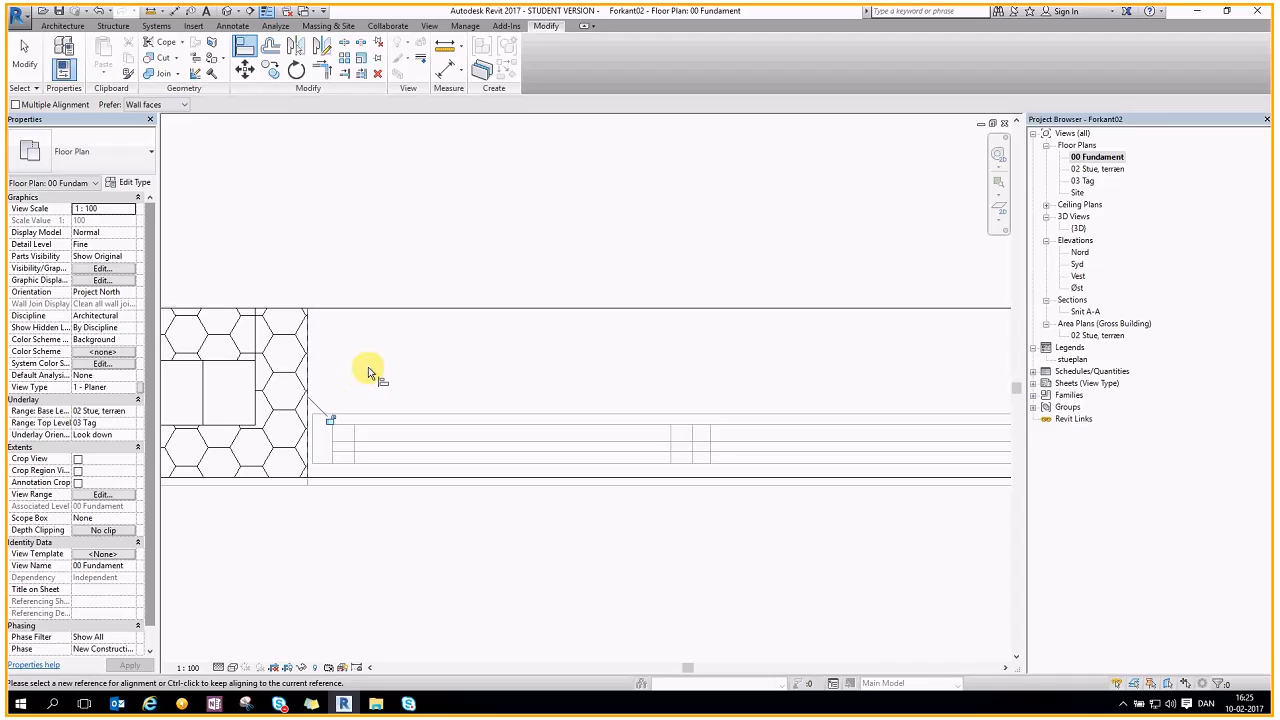 Autodesk Revit 2017 - STUDENT VERSION - Forkant02 - Floor Plan: 00 Fundament
Type a keyword or phrase
Sign In
Architecture Structure Systems Insert Annotate Analyze Massing & Site Collaborate View Manage Add-Ins Modify
Modify
Paste
Cope
Cut
Join
Select Properties Clipboard Geometry Modify View Measure Create
Multiple Alignment Prefer: Wall faces
Properties
Floor Plan
Floor Plan: 00 Fundam Edit Type
Graphics
View Scale 1 : 100
Scale Value 1: 100
Display Model Normal
Detail Level Fine
Parts Visibility Show Original
Visibility/Grap... Edit...
Graphic Displa... Edit...
Orientation Project North
Wall Join Display Clean all wall joi...
Discipline Architectural
Show Hidden L... By Discipline
Color Scheme ... Background
Color Scheme <none>
System Color S... Edit...
Default Analysi... None
View Type 1 - Planer
Underlay
Range: Base Le... 02 Stue, terræn
Range: Top Level 03 Tag
Underlay Orien... Look down
Extents
Crop View
Crop Region Vi...
Annotation Crop
View Range Edit...
Associated Level 00 Fundament
Scope Box None
Depth Clipping No clip
Identity Data
View Template <None>
View Name 00 Fundament
Dependency Independent
Title on Sheet
Referencing Sh...
Referencing De...
Phasing
Phase Filter Show All
Phase New Constructi...
Properties help Apply
2D
1 : 100
Project Browser - Forkant02
Views (all)
Floor Plans
00 Fundament
02 Stue, terræn
03 Tag
Site
Ceiling Plans
3D Views
{3D}
Elevations
Nord
Syd
Vest
Øst
Sections
Snit A-A
Area Plans (Gross Building)
02 Stue, terræn
Legends
stueplan
Schedules/Quantities
Sheets (View Type)
Families
Groups
Revit Links
Please select a new reference for alignment or Ctrl-click to keep aligning to the current reference.
:0 Main Model :0
DAN
16:25
10-02-2017